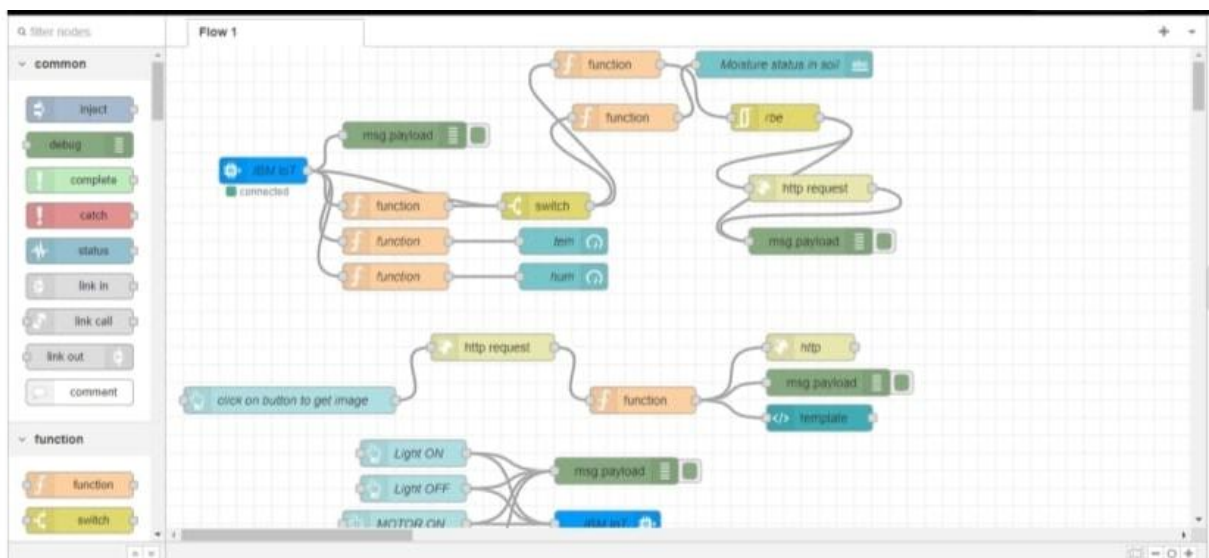 filter nodes
Flow 1
common
inject
debug
complete
catch
status
link in
link call
link out
comment
function
function
switch
function
Moisture status in soil
abc
function
rbe
msg.payload
IBM IoT
connected
http request
function
switch
function
tem
msg.payload
function
hum
http request
http
click on button to get image
function
msg.payload
template
Light ON
msg.payload
Light OFF
MOTOR ON
IBM IoT